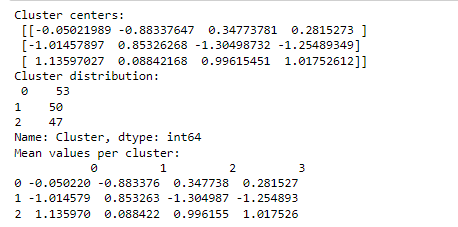 Cluster centers:
[[-0.05021989 -0.88337647 0.34773781 0.2815273 ]
[-1.01457897 0.85326268 -1.30498732 -1.25489349]
[ 1.13597027 0.08842168 0.99615451 1.01752612]]
Cluster distribution:
0 53
1 50
2 47
Name: Cluster, dtype: int64
Mean values per cluster:
0 1 2 3
0 -0.050220 -0.883376 0.347738 0.281527
1 -1.014579 0.853263 -1.304987 -1.254893
2 1.135970 0.088422 0.996155 1.017526